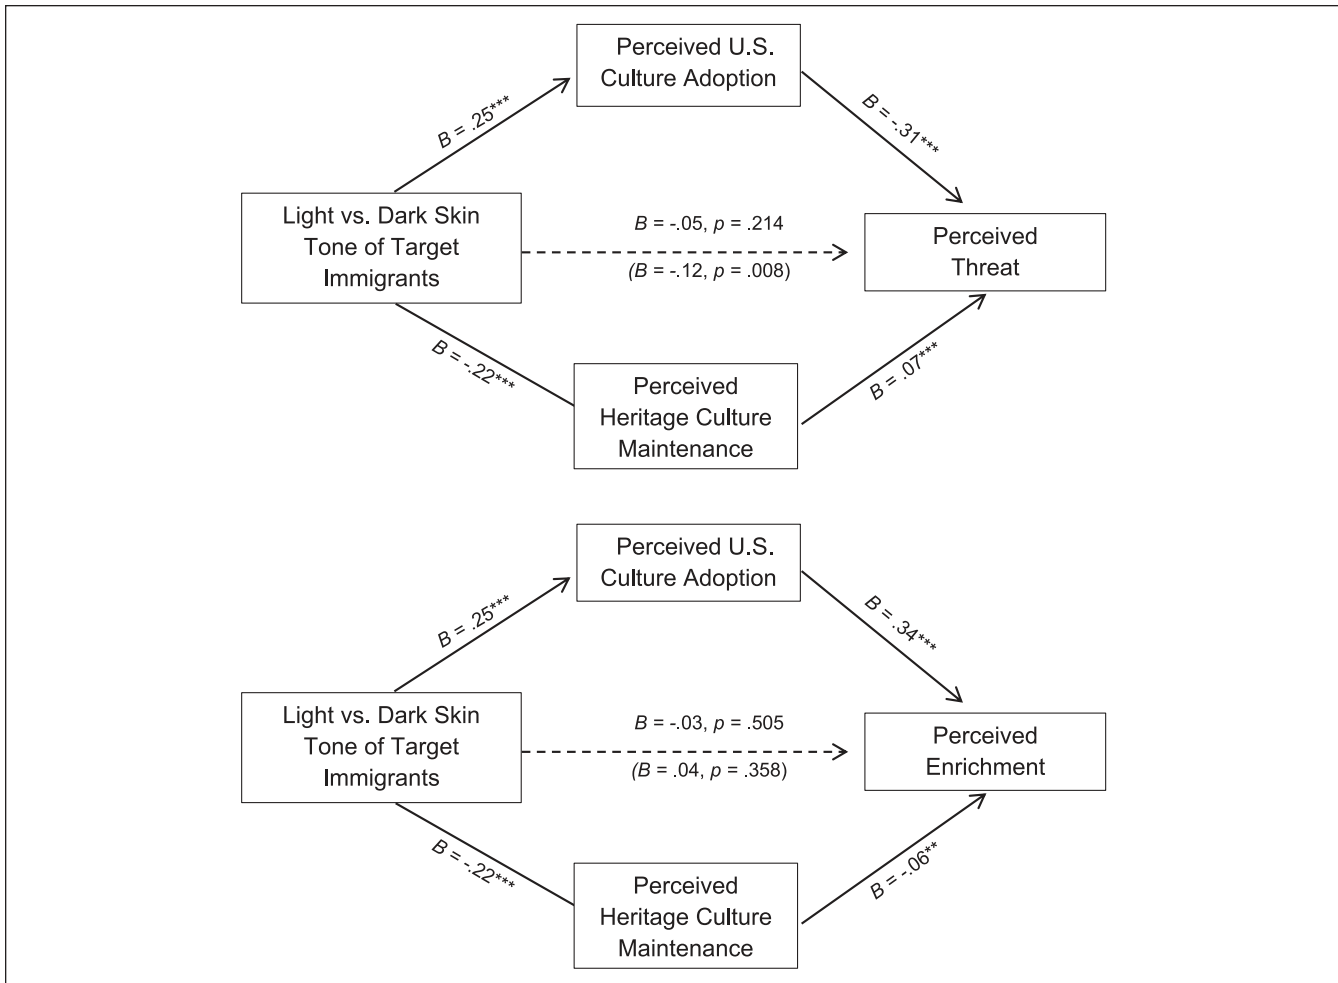 Perceived U.S.
Culture Adoption
B = .25***
B = -.31***
Light vs. Dark Skin
Tone of Target
Immigrants
B = -.05, p = .214
(B = -.12, p = .008)
Perceived
Threat
B = -.22***
Perceived
Heritage Culture
Maintenance
B = .07***
Perceived U.S.
Culture Adoption
B = .25***
B = .34***
Light vs. Dark Skin
Tone of Target
Immigrants
B = -.03, p = .505
(B = .04, p = .358)
Perceived
Enrichment
B = -.22***
Perceived
Heritage Culture
Maintenance
B = -.06**